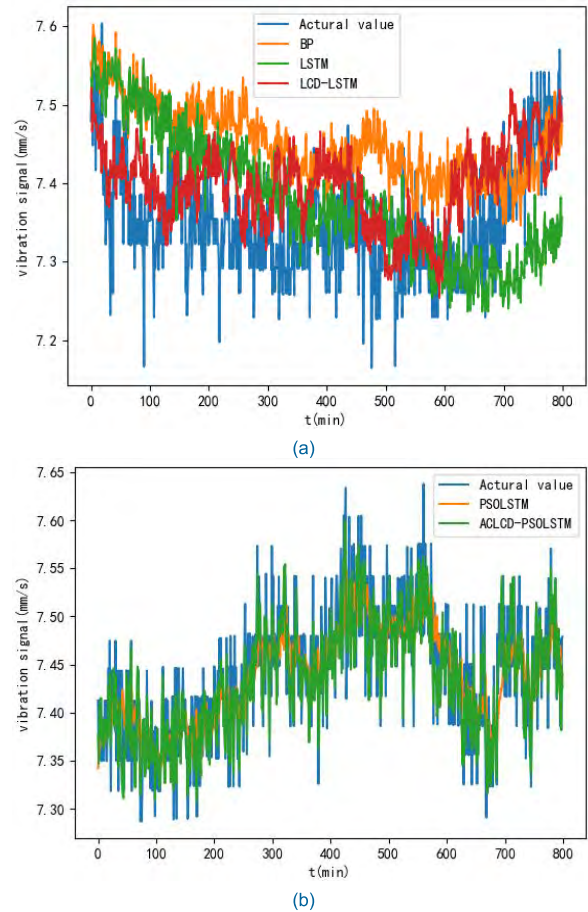 Actural value
BP
LSTM
LCD-LSTM
7.6
7.5
7.4
7.3
7.2
vibration signal(mm/s)
0 100 200 300 400 500 600 700 800
t(min)
(a)
Actural value
PSOLSTM
ACLCD-PSOLSTM
7.65
7.60
7.55
7.50
7.45
7.40
7.35
7.30
vibration signal(mm/s)
0 100 200 300 400 500 600 700 800
t(min)
(b)